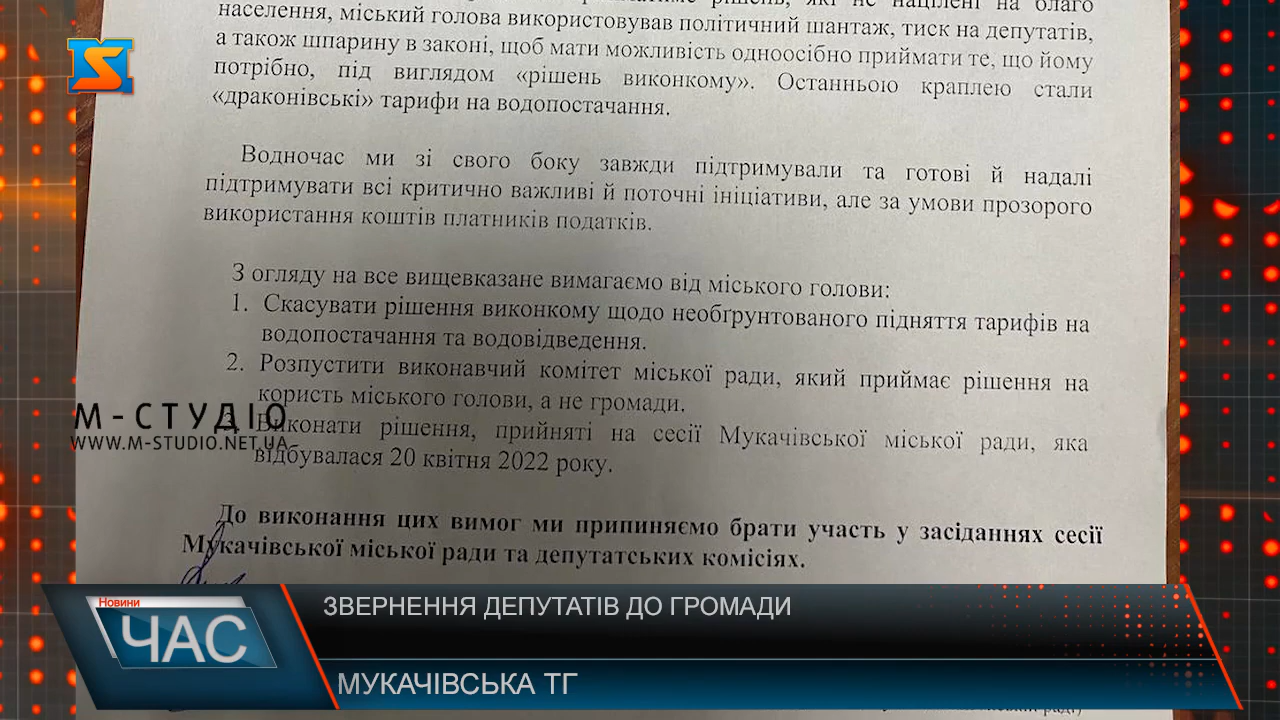 рішень, які не націлені на благо
населення, міський голова використовував політичний шантаж, тиск на депутатів,
а також шпарину в законі, щоб мати можливість одноосібно приймати те, що йому
потрібно, під виглядом «рішень виконкому». Останньою краплею стали
«драконівські» тарифи на водопостачання.
Водночас ми зі свого боку завжди підтримували та готові й надалі
підтримувати всі критично важливі й поточні ініціативи, але за умови прозорого
використання коштів платників податків.
З огляду на все вищевказане вимагаємо від міського голови:
1. Скасувати рішення виконкому щодо необґрунтованого підняття тарифів на
водопостачання та водовідведення.
2. Розпустити виконавчий комітет міської ради, який приймає рішення на
користь міського голови, а не громади.
3. Виконати рішення, прийняті на сесії Мукачівської міської ради, яка
відбувалася 20 квітня 2022 року.
До виконання цих вимог ми припиняємо брати участь у засіданнях сесії
Мукачівської міської ради та депутатських комісіях.
М-СТУДІО
WWW.M-STUDIO.NET.UA
Новини
ЧАС
ЗВЕРНЕННЯ ДЕПУТАТІВ ДО ГРОМАДИ
МУКАЧІВСЬКА ТГ